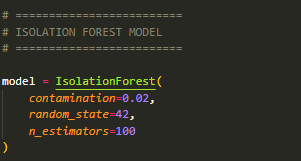 # =========================
# ISOLATION FOREST MODEL
# =========================
model = IsolationForest(
    contamination=0.02,
    random_state=42,
    n_estimators=100
)